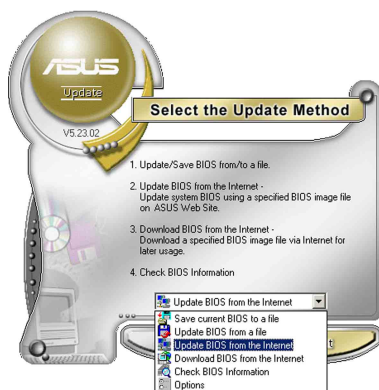 ASUS
Update
V5.23.02
Select the Update Method
1. Update/Save BIOS from/to a file.
2. Update BIOS from the Internet -
Update system BIOS using a specified BIOS image file
on ASUS Web Site.
3. Download BIOS from the Internet -
Download a specified BIOS image file via Internet for
later usage.
4. Check BIOS Information
Update BIOS from the Internet
Save current BIOS to a file
Update BIOS from a file
Update BIOS from the Internet
Download BIOS from the Internet
Check BIOS Information
Options